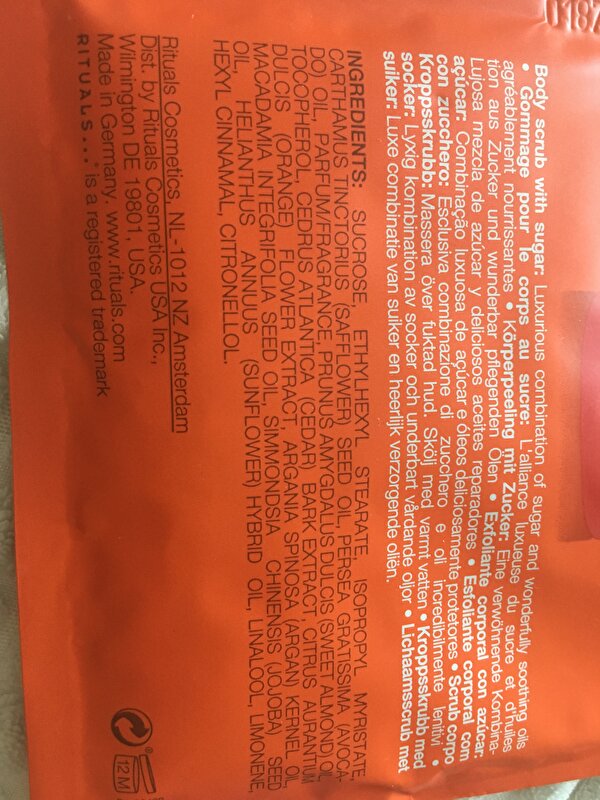 0187
Body scrub with sugar: Luxurious combination of sugar and wonderfully soothing oils
• Gommage pour le corps au sucre: L'alliance luxueuse du sucre et d'huiles
agréablement nourrissantes • Körperpeeling mit Zucker: Eine verwöhnende Kombina-
tion aus Zucker und wunderbar pflegenden Ölen • Exfoliante corporal con azúcar:
Lujosa mezcla de azúcar y deliciosos aceites reparadores • Esfoliante corporal com
açúcar: Combinação luxuosa de açúcar e óleos deliciosamente protetores • Scrub corpo
con zucchero: Esclusiva combinazione di zucchero e oli incredibilmente lenitivi •
Kroppsskrubb: Massera över fuktad hud. Skölj med varmt vatten • Kroppsskrubb med
socker: Lyxig kombination av socker och underbart vårdande oljor • Lichaamsscrub met
suiker: Luxe combinatie van suiker en heerlijk verzorgende oliën.
INGREDIENTS: SUCROSE, ETHYLHEXYL STEARATE, ISOPROPYL MYRISTATE,
CARTHAMUS TINCTORIUS (SAFFLOWER) SEED OIL, PERSEA GRATISSIMA (AVOCA-
DO) OIL, PARFUM/FRAGRANCE, PRUNUS AMYGDALUS DULCIS (SWEET ALMOND) OIL,
TOCOPHEROL, CEDRUS ATLANTICA (CEDAR) BARK EXTRACT, CITRUS AURANTIUM
DULCIS (ORANGE) FLOWER EXTRACT, ARGANIA SPINOSA (ARGAN) KERNEL OIL,
MACADAMIA INTEGRIFOLIA SEED OIL, SIMMONDSIA CHINENSIS (JOJOBA) SEED
OIL, HELIANTHUS ANNUUS (SUNFLOWER) HYBRID OIL, LINALOOL, LIMONENE,
HEXYL CINNAMAL, CITRONELLOL.
Rituals Cosmetics, NL-1012 NZ Amsterdam
Dist. by Rituals Cosmetics USA Inc.,
Wilmington DE 19801, USA.
Made in Germany. www.rituals.com
RITUALS...® is a registered trademark
12 M